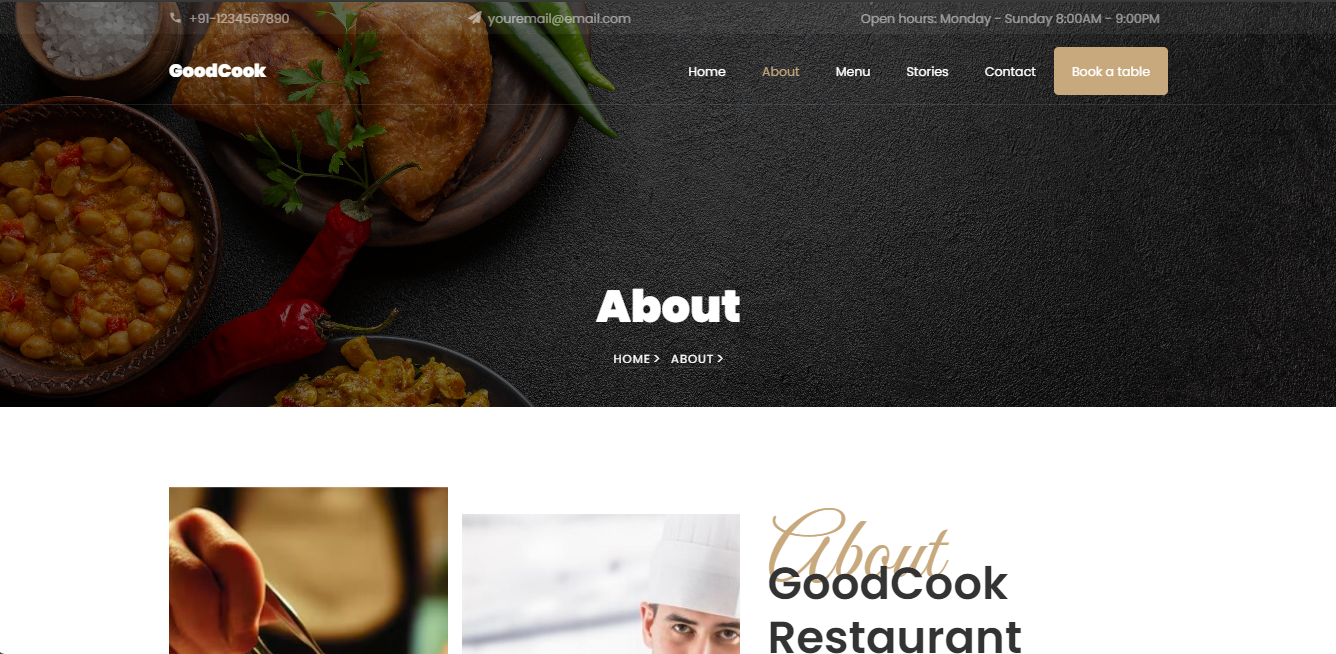 +91-1234567890 youremail@email.com Open hours: Monday - Sunday 8:00AM - 9:00PM
GoodCook Home About Menu Stories Contact Book a table
About
HOME > ABOUT >
About
GoodCook
Restaurant